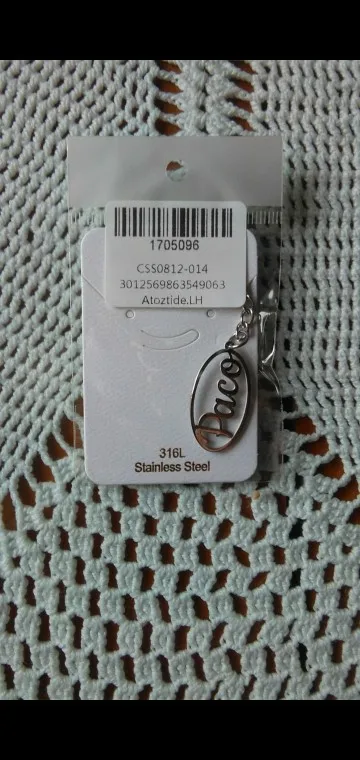 1705096
CSS0812-014
3012569863549063
Atoztide.LH
Paco
316L
Stainless Steel